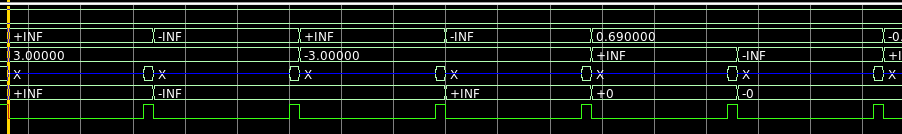 +INF -INF +INF -INF 0.690000 -0.
3.00000 -3.00000 +INF -INF +I
X X X X X X
+INF -INF +INF +0 -0